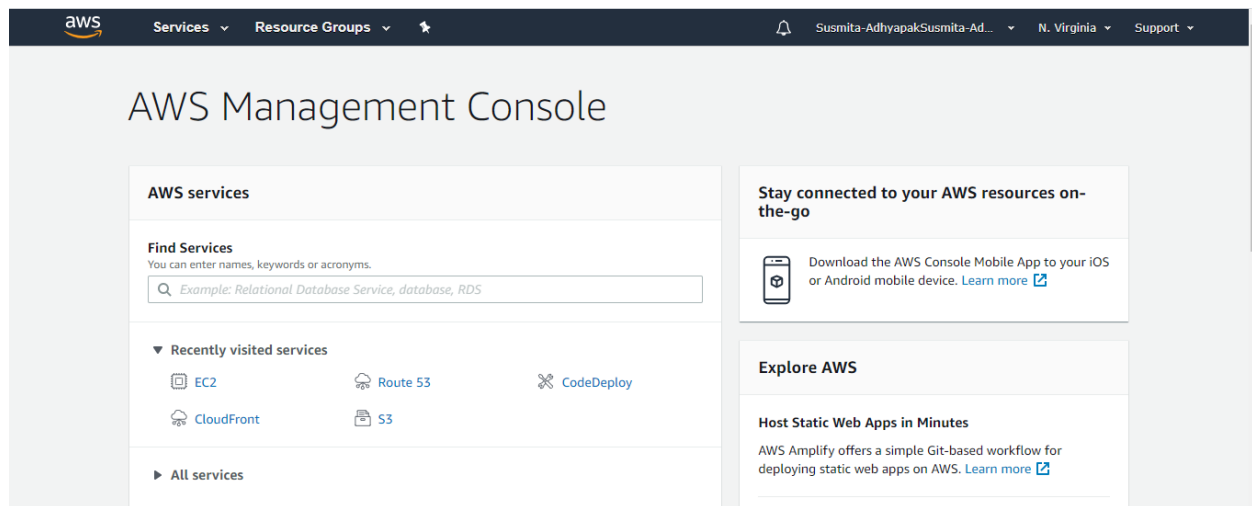 aws
Services
Resource Groups
Susmita-AdhyapakSusmita-Ad...
N. Virginia
Support
AWS Management Console
AWS services
Find Services
You can enter names, keywords or acronyms.
Example: Relational Database Service, database, RDS
Recently visited services
EC2
Route 53
CodeDeploy
CloudFront
S3
All services
Stay connected to your AWS resources on-
the-go
Download the AWS Console Mobile App to your iOS
or Android mobile device. Learn more
Explore AWS
Host Static Web Apps in Minutes
AWS Amplify offers a simple Git-based workflow for
deploying static web apps on AWS. Learn more